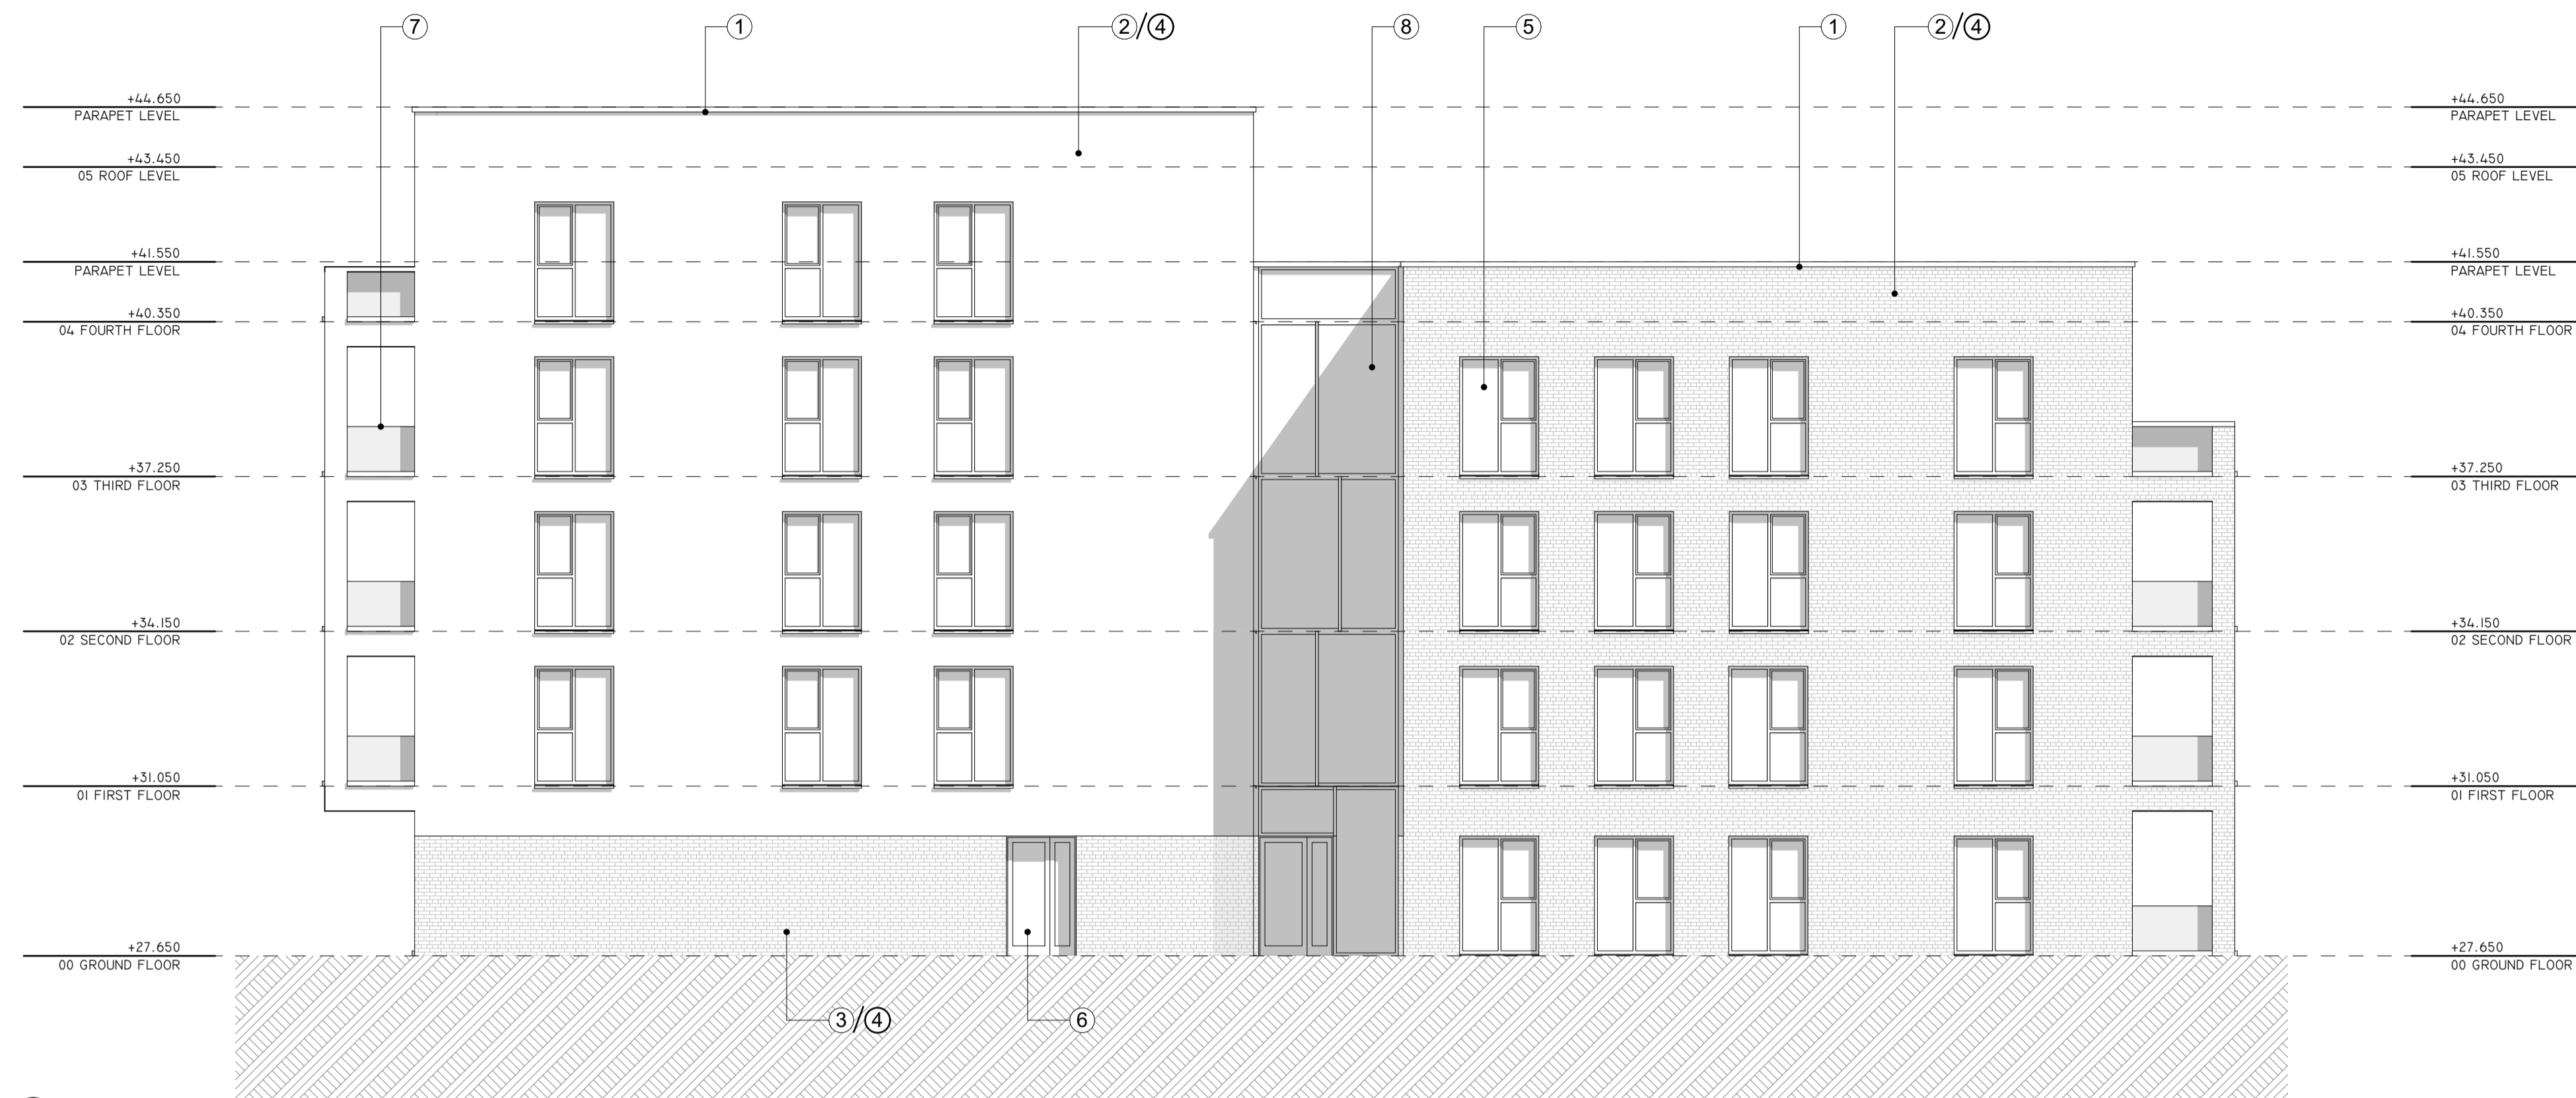 7 1 2/4 8 5 1 2/4
+44.650 +44.650
PARAPET LEVEL PARAPET LEVEL
+43.450 +43.450
05 ROOF LEVEL 05 ROOF LEVEL
+41.550 +41.550
PARAPET LEVEL PARAPET LEVEL
+40.350 +40.350
04 FOURTH FLOOR 04 FOURTH FLOOR
+37.250 +37.250
03 THIRD FLOOR 03 THIRD FLOOR
+34.150 +34.150
02 SECOND FLOOR 02 SECOND FLOOR
+31.050 +31.050
01 FIRST FLOOR 01 FIRST FLOOR
+27.650 +27.650
00 GROUND FLOOR 00 GROUND FLOOR
3/4 6